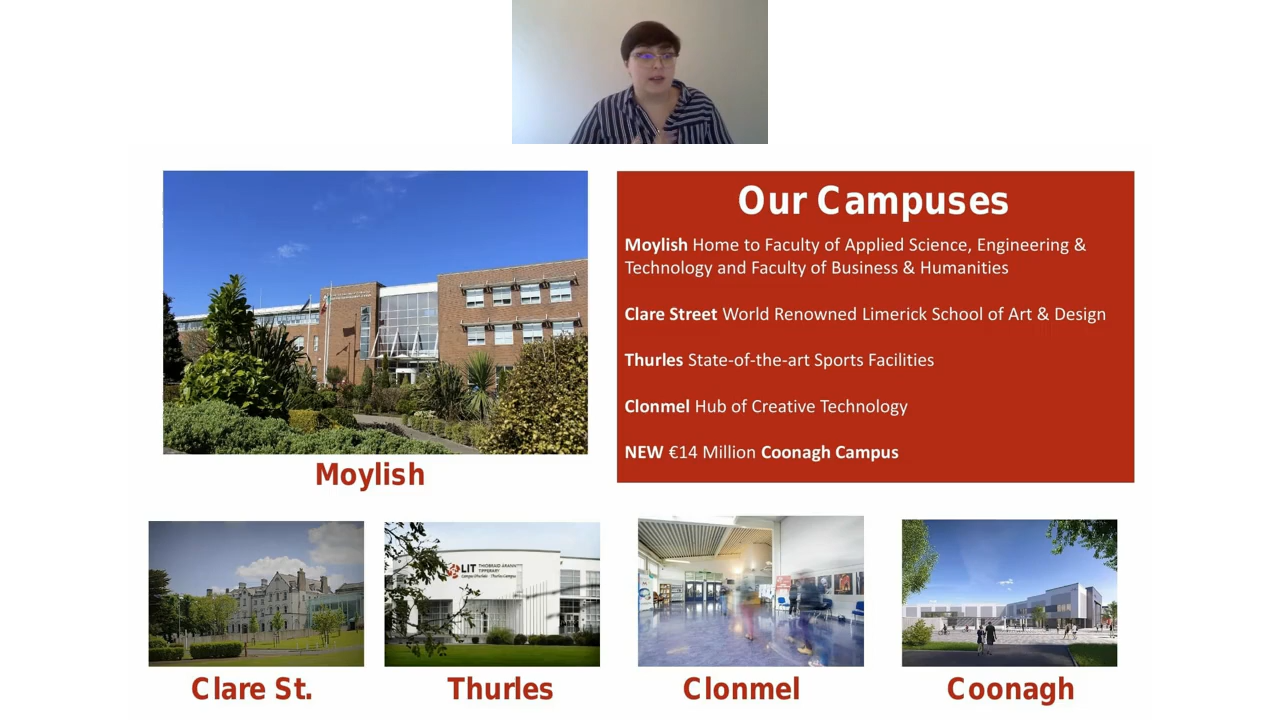 Our Campuses
Moylish Home to Faculty of Applied Science, Engineering &
Technology and Faculty of Business & Humanities
Clare Street World Renowned Limerick School of Art & Design
Thurles State-of-the-art Sports Facilities
Clonmel Hub of Creative Technology
NEW €14 Million Coonagh Campus
Moylish
LIT
TIPPERARY
Clare St.
Thurles
Clonmel
Coonagh